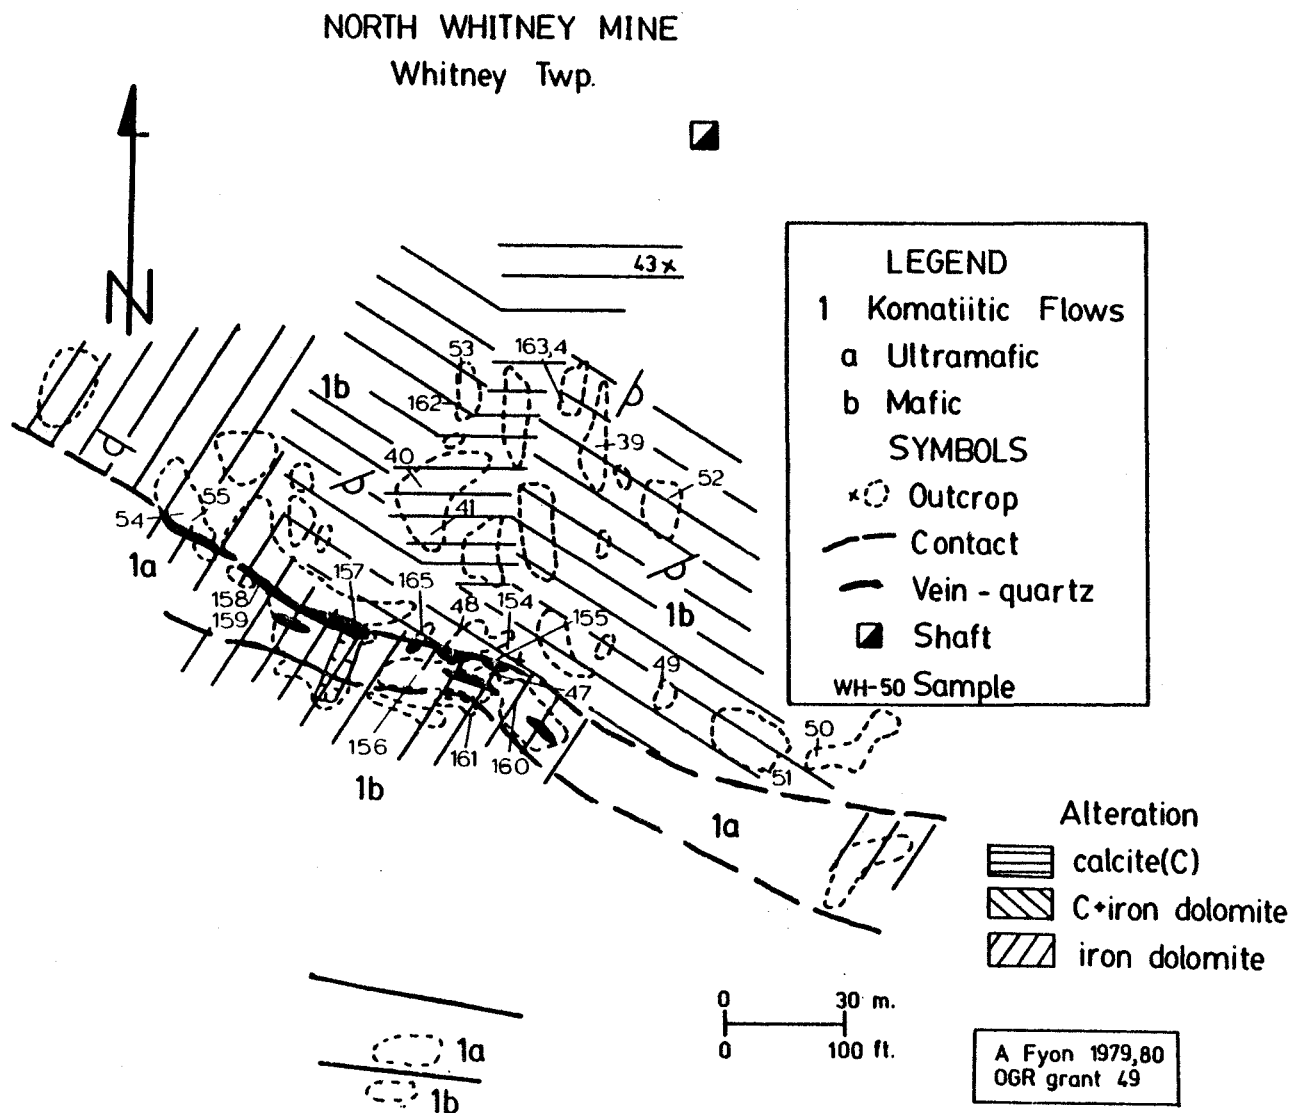 NORTH WHITNEY MINE
Whitney Twp.
N
LEGEND
1 Komatiitic Flows
a Ultramafic
b Mafic
SYMBOLS
x Outcrop
Contact
Vein - quartz
Shaft
WH-50 Sample
43 x
53
163,4
1b
162
39
40
52
55
54
41
1a
157
165
48
154
155
158
159
1b
49
47
156
161
160
50
51
1b
1a
Alteration
calcite(C)
C+iron dolomite
iron dolomite
0 30 m.
0 100 ft.
1a
1b
A Fyon 1979,80
OGR grant 49